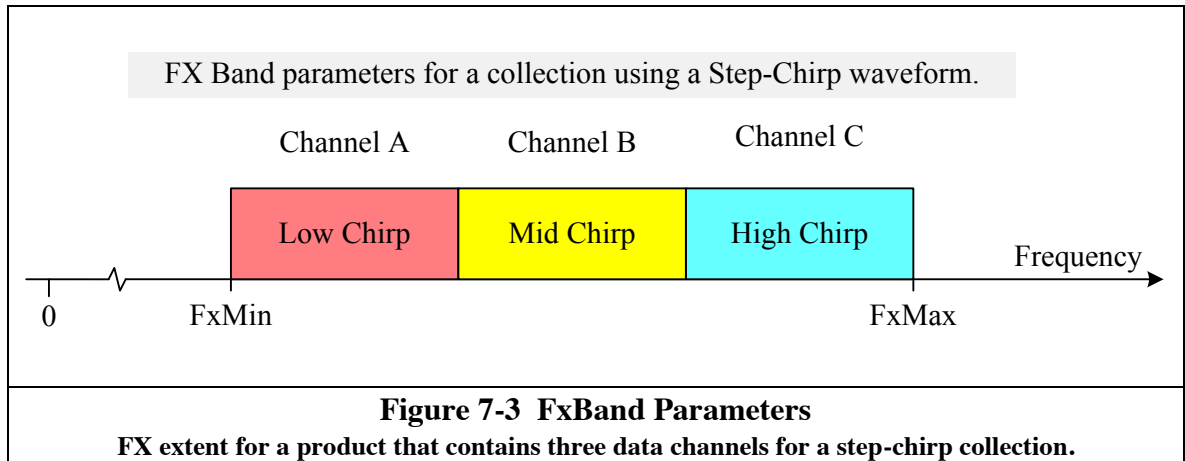 FX Band parameters for a collection using a Step-Chirp waveform.
Channel A Channel B Channel C
Low Chirp Mid Chirp High Chirp
Frequency
0 FxMin FxMax
Figure 7-3 FxBand Parameters
FX extent for a product that contains three data channels for a step-chirp collection.